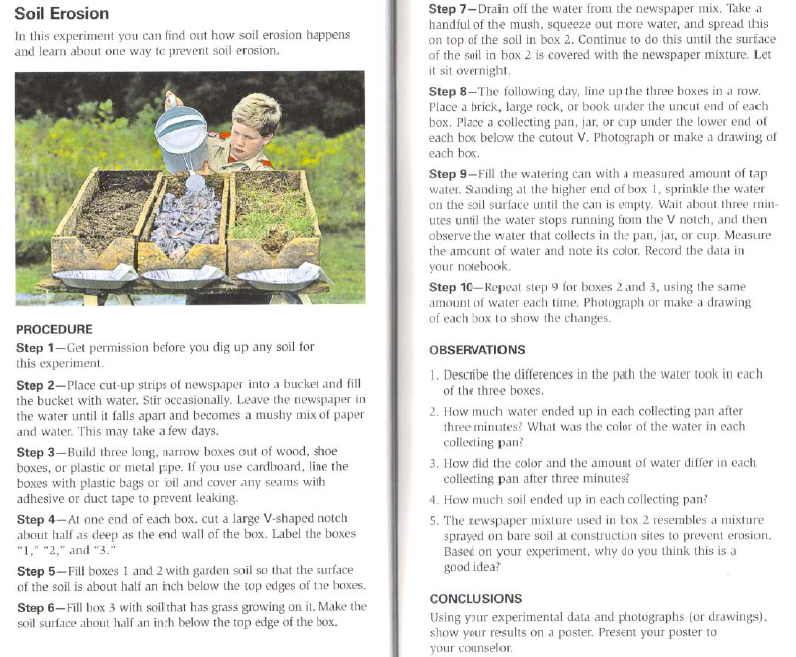 Soil Erosion
In this experiment you can find out how soil erosion happens
and learn about one way to prevent soil erosion.
PROCEDURE
Step 1—Get permission before you dig up any soil for
this experiment.
Step 2—Place cut-up strips of newspaper into a bucket and fill
the bucket with water. Stir occasionally. Leave the newspaper in
the water until it falls apart and becomes a mushy mix of paper
and water. This may take a few days.
Step 3—Build three long, narrow boxes out of wood, shoe
boxes, or plastic or metal pipe. If you use cardboard, line the
boxes with plastic bags or foil and cover any seams with
adhesive or duct tape to prevent leaking.
Step 4—At one end of each box, cut a large V-shaped notch
about half as deep as the end wall of the box. Label the boxes
"1," "2," and "3."
Step 5—Fill boxes 1 and 2 with garden soil so that the surface
of the soil is about half an inch below the top edges of the boxes.
Step 6—Fill box 3 with soil that has grass growing on it. Make the
soil surface about half an inch below the top edge of the box.
Step 7—Drain off the water from the newspaper mix. Take a
handful of the mush, squeeze out more water, and spread this
on top of the soil in box 2. Continue to do this until the surface
of the soil in box 2 is covered with the newspaper mixture. Let
it sit overnight.
Step 8—The following day, line up the three boxes in a row.
Place a brick, large rock, or book under the uncut end of each
box. Place a collecting pan, jar, or cup under the lower end of
each box below the cutout V. Photograph or make a drawing of
each box.
Step 9—Fill the watering can with a measured amount of tap
water. Standing at the higher end of box 1, sprinkle the water
on the soil surface until the can is empty. Wait about three min-
utes until the water stops running from the V notch, and then
observe the water that collects in the pan, jar, or cup. Measure
the amount of water and note its color. Record the data in
your notebook.
Step 10—Repeat step 9 for boxes 2 and 3, using the same
amount of water each time. Photograph or make a drawing
of each box to show the changes.
OBSERVATIONS
1. Describe the differences in the path the water took in each
of the three boxes.
2. How much water ended up in each collecting pan after
three minutes? What was the color of the water in each
collecting pan?
3. How did the color and the amount of water differ in each
collecting pan after three minutes?
4. How much soil ended up in each collecting pan?
5. The newspaper mixture used in box 2 resembles a mixture
sprayed on bare soil at construction sites to prevent erosion.
Based on your experiment, why do you think this is a
good idea?
CONCLUSIONS
Using your experimental data and photographs (or drawings),
show your results on a poster. Present your poster to
your counselor.